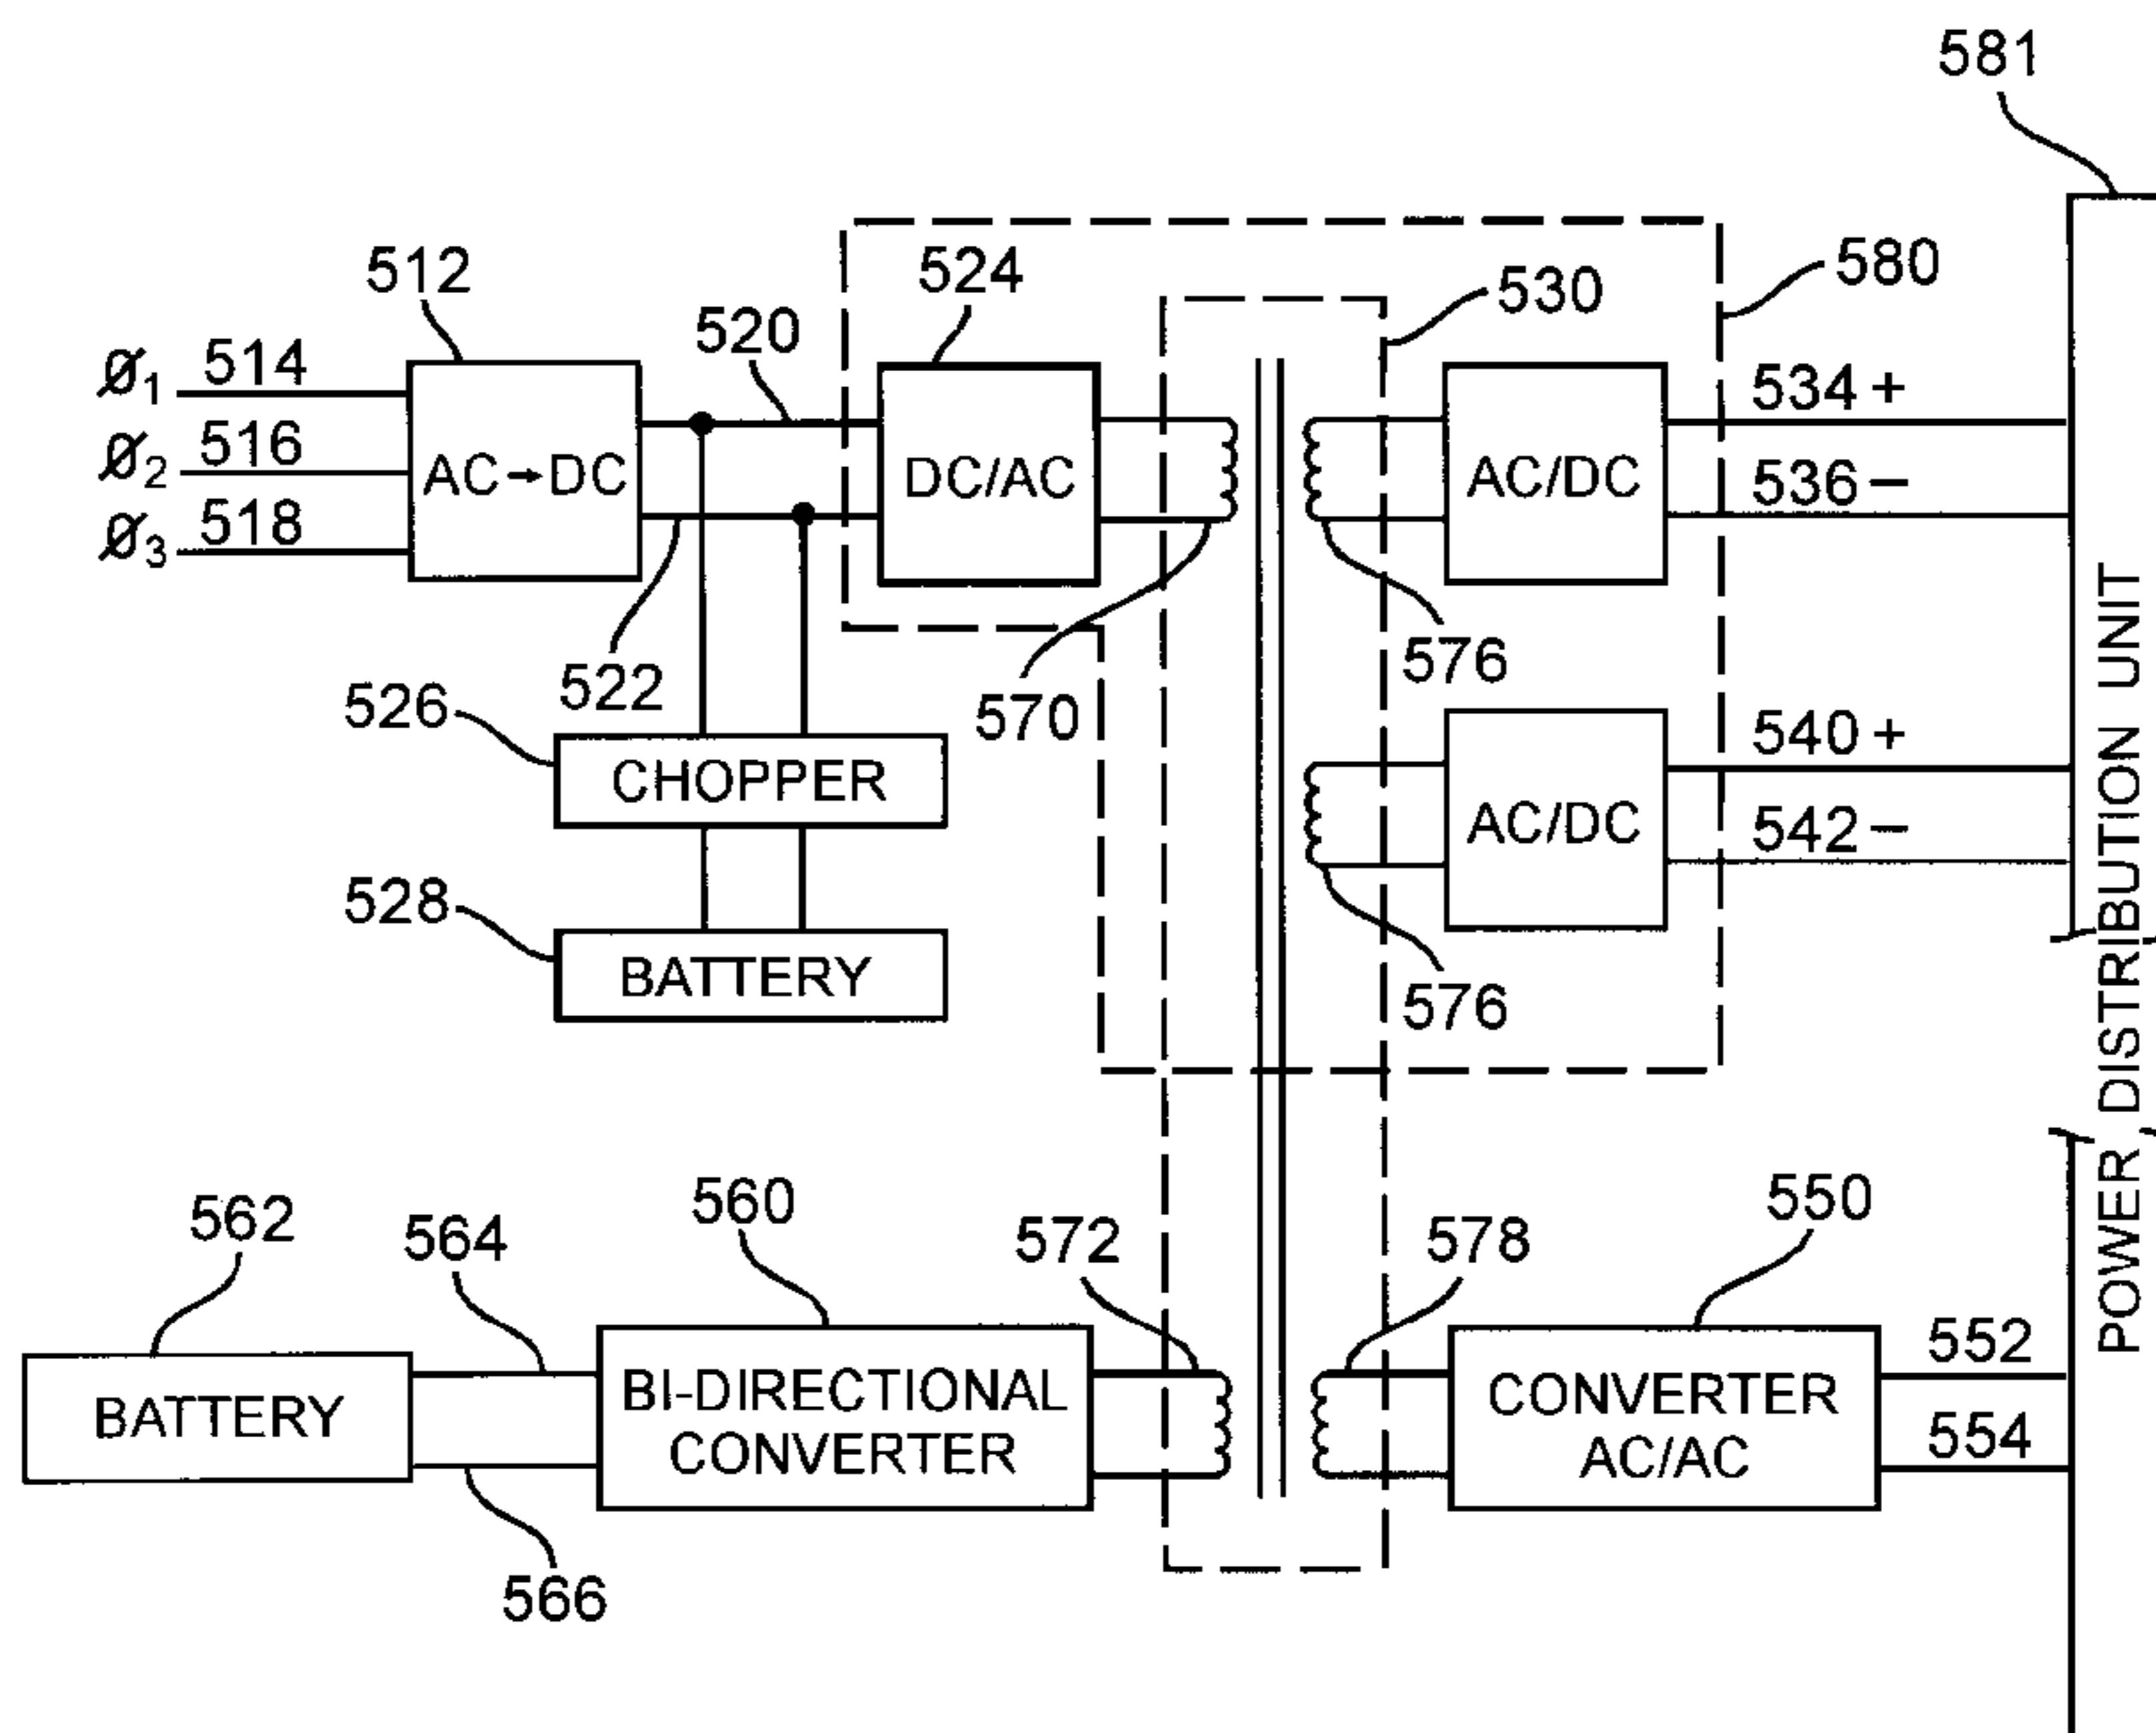 581
512
524
530
580
520
Ø1 514
Ø2 516
Ø3 518
AC→DC
DC/AC
AC/DC
534+
536−
522
570
576
526
CHOPPER
AC/DC
540+
542−
528
BATTERY
576
POWER DISTRIBUTION UNIT
562
564
560
572
578
550
BATTERY
BI-DIRECTIONAL
CONVERTER
CONVERTER
AC/AC
552
554
566